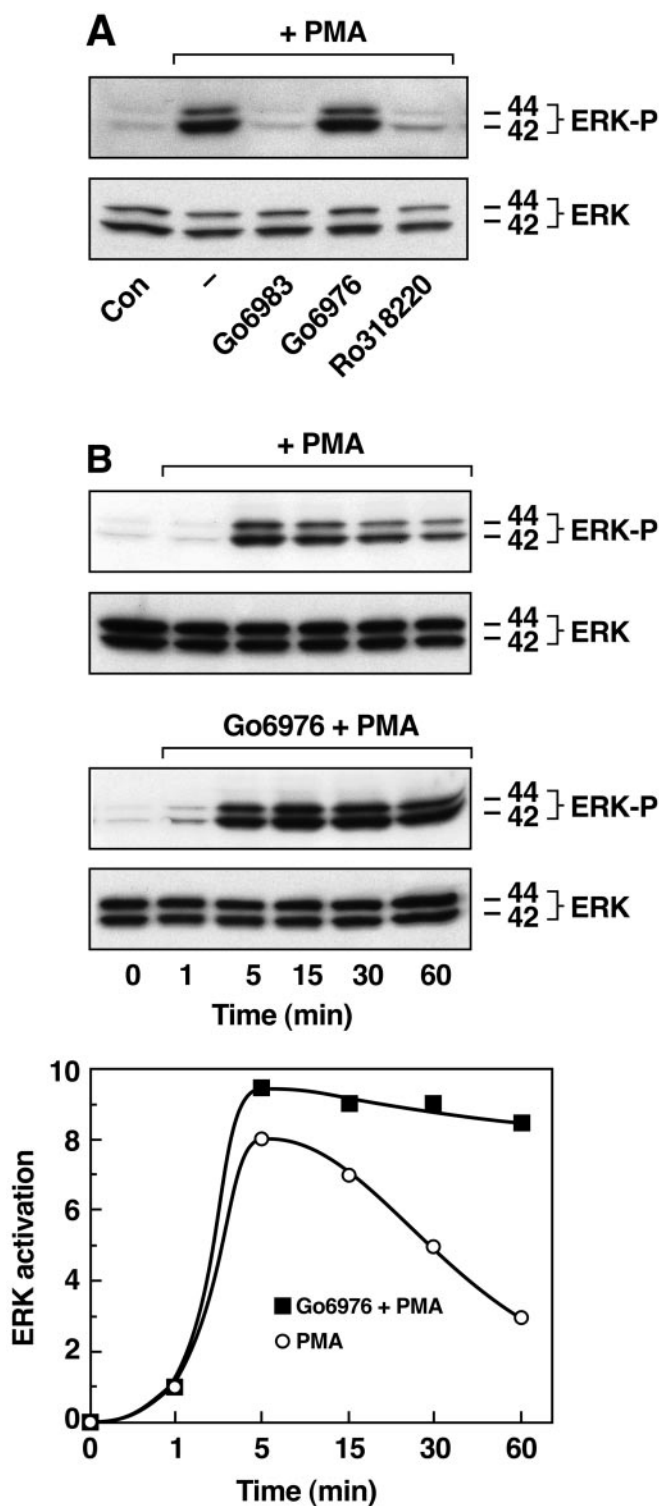 A
+ PMA
44
42
ERK-P
44
42
ERK
Con
–
Go6983
Go6976
Ro318220
B
+ PMA
44
42
ERK-P
44
42
ERK
Go6976 + PMA
44
42
ERK-P
44
42
ERK
0 1 5 15 30 60
Time (min)
10
8
6
4
2
0
ERK activation
Go6976 + PMA
PMA
0 1 5 15 30 60
Time (min)